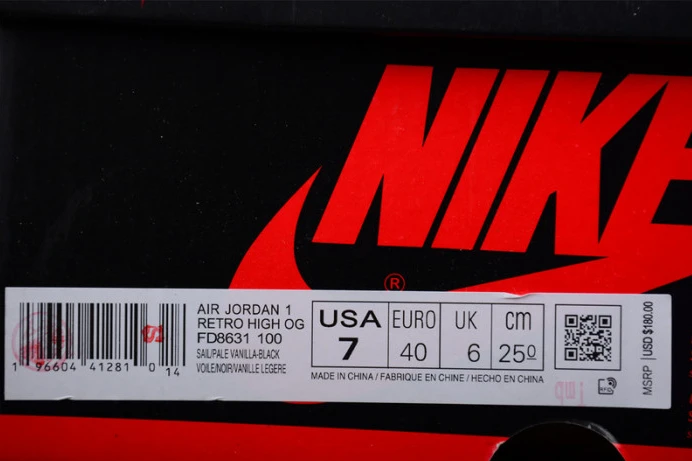 NIKE
®
AIR JORDAN 1
RETRO HIGH OG
FD8631 100
SAIL/PALE VANILLA-BLACK
VOILE/NOIR/VANILLE LEGERE
1 96604 41281 0 14
USA EURO UK cm
7 40 6 25º
MADE IN CHINA / FABRIQUE EN CHINE / HECHO EN CHINA
MSRP USD $180.00